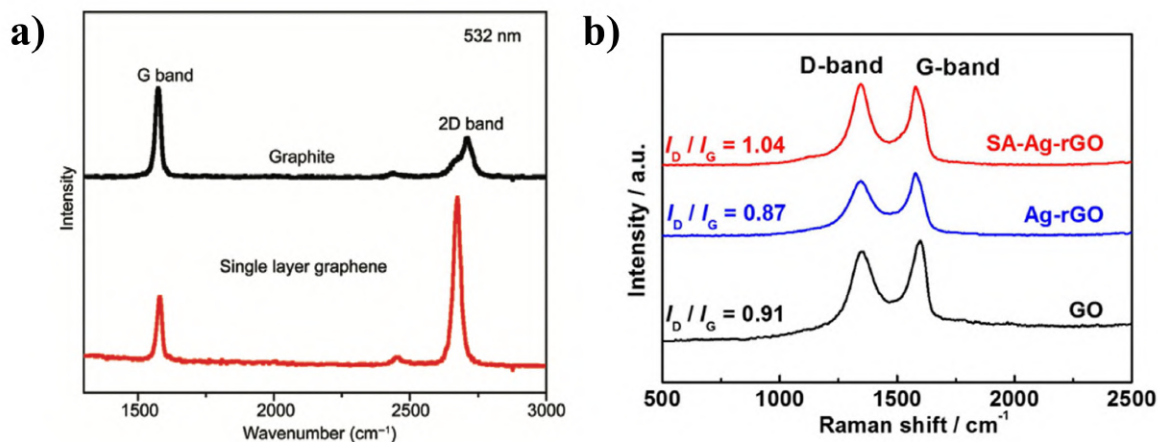 a)
532 nm
G band
2D band
Graphite
Single layer graphene
Intensity
1500 2000 2500 3000
Wavenumber (cm⁻¹)
b)
D-band G-band
I_D / I_G = 1.04 SA-Ag-rGO
I_D / I_G = 0.87 Ag-rGO
I_D / I_G = 0.91 GO
Intensity / a.u.
500 1000 1500 2000 2500
Raman shift / cm⁻¹